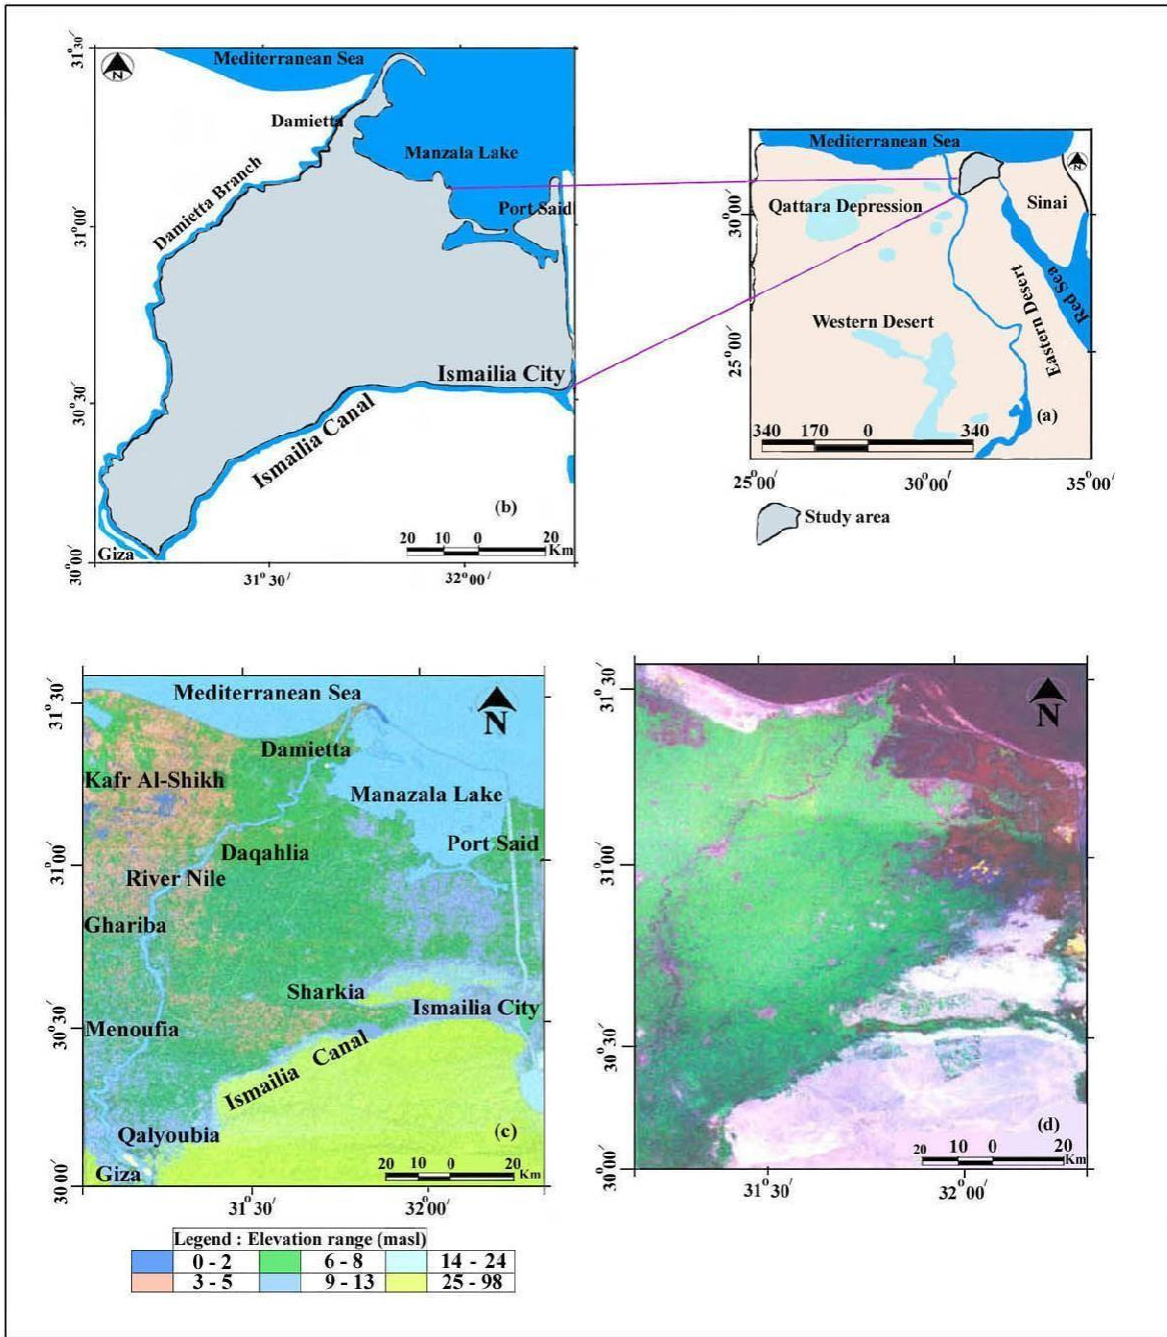 Mediterranean Sea
N
Damietta
Manzala Lake
Damietta Branch
Port Said
Ismailia City
Ismailia Canal
(b)
Giza
20 10 0 20
Km
31°30/
31°00/
30°30/
30°00/
31°30/
32°00/
Mediterranean Sea
N
Qattara Depression
Sinai
Red Sea
Eastern Desert
Western Desert
(a)
340 170 0 340
30°00/
25°00/
25°00/
30°00/
35°00/
Study area
Mediterranean Sea
N
Damietta
Kafr Al-Shikh
Manazala Lake
Port Said
Daqahlia
River Nile
Ghariba
Sharkia
Ismailia City
Menoufia
Ismailia Canal
Qalyoubia
(c)
Giza
20 10 0 20
Km
31°30/
31°00/
30°30/
30°00/
31°30/
32°00/
N
(d)
20 10 0 20
Km
31°30/
31°00/
30°30/
30°00/
31°30/
32°00/
Legend : Elevation range (masl)
0 - 2 6 - 8 14 - 24
3 - 5 9 - 13 25 - 98